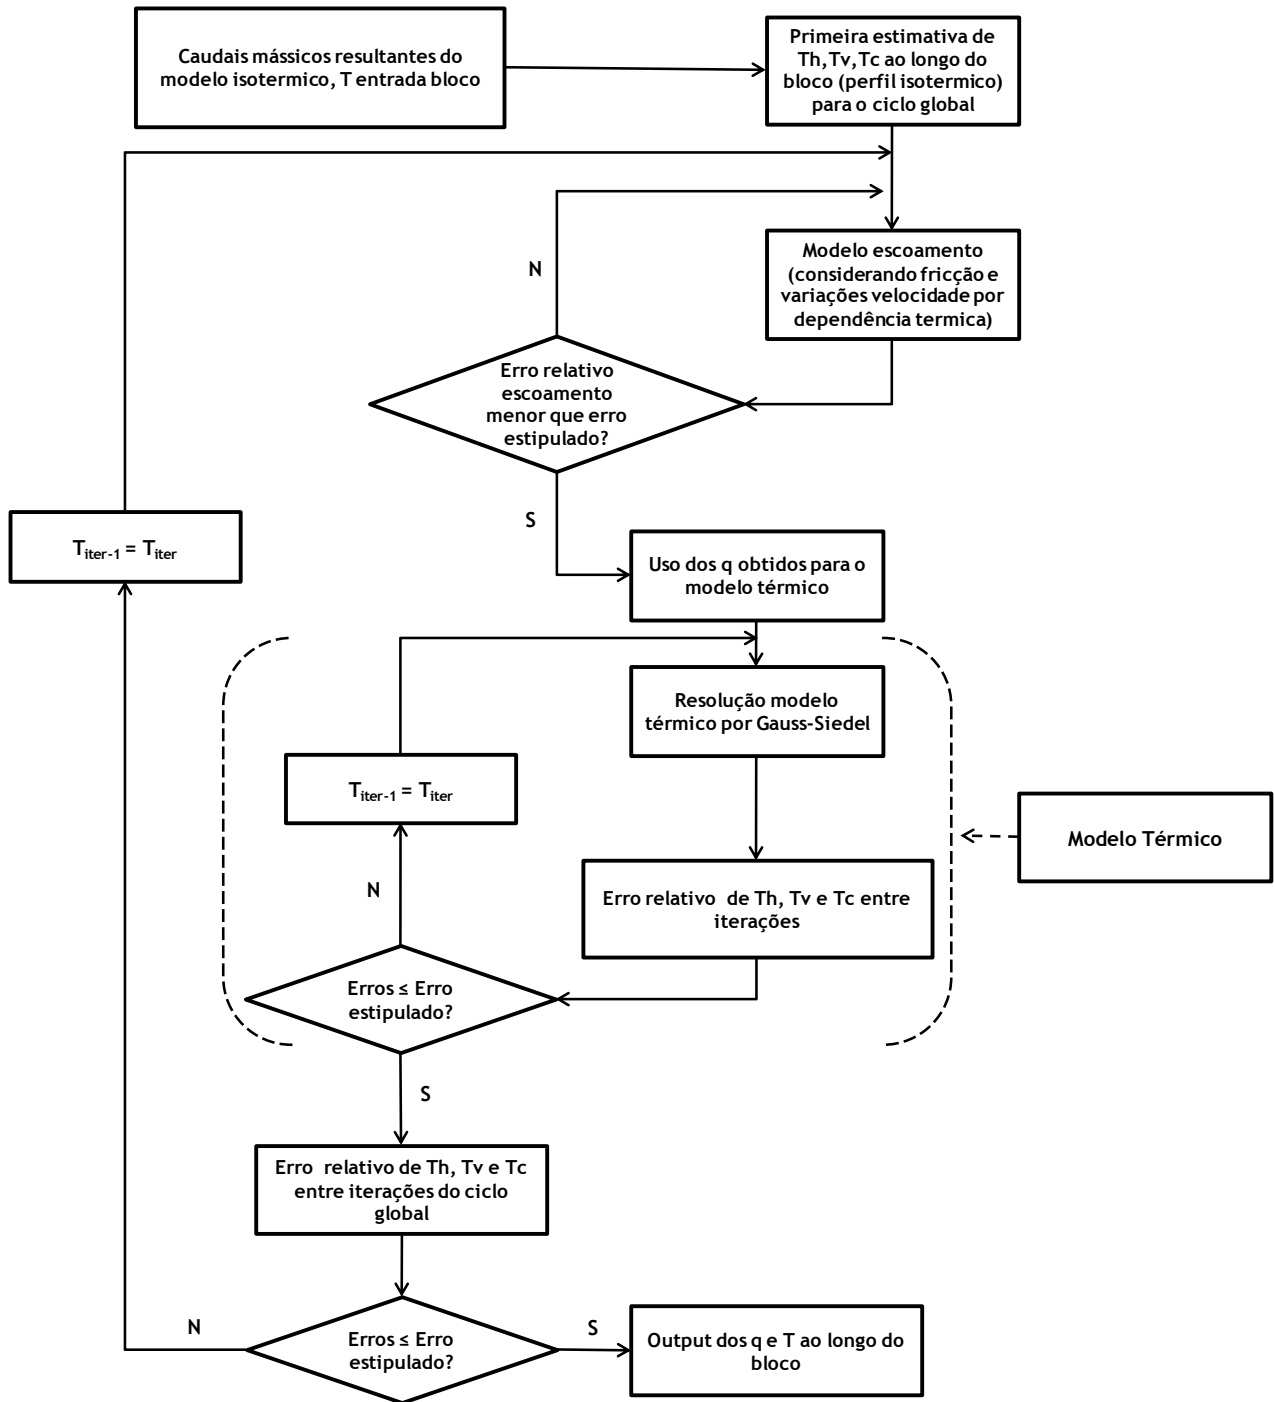 Caudais mássicos resultantes do
modelo isotermico, T entrada bloco
Primeira estimativa de
Th,Tv,Tc ao longo do
bloco (perfil isotermico)
para o ciclo global
Modelo escoamento
(considerando fricção e
variações velocidade por
dependência termica)
N
Erro relativo
escoamento
menor que erro
estipulado?
S
Titer-1 = Titer
Uso dos q obtidos para o
modelo térmico
Resolução modelo
térmico por Gauss-Siedel
Titer-1 = Titer
Modelo Térmico
N
Erro relativo de Th, Tv e Tc entre
iterações
Erros ≤ Erro
estipulado?
S
Erro relativo de Th, Tv e Tc
entre iterações do ciclo
global
N
Erros ≤ Erro
estipulado?
S
Output dos q e T ao longo do
bloco